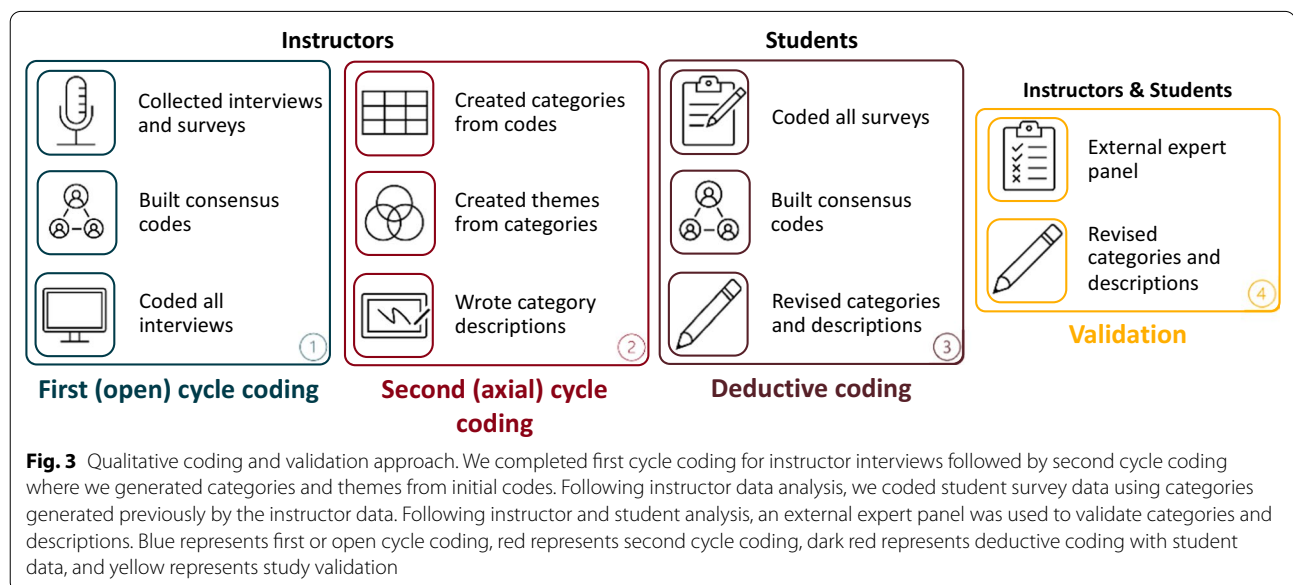 Instructors
Students
Instructors & Students
Collected interviews
and surveys
Built consensus
codes
Coded all
interviews
1
First (open) cycle coding
Created categories
from codes
Created themes
from categories
Wrote category
descriptions
2
Second (axial) cycle
coding
Coded all surveys
Built consensus
codes
Revised categories
and descriptions
3
Deductive coding
External expert
panel
Revised
categories and
descriptions
4
Validation
Fig. 3 Qualitative coding and validation approach. We completed first cycle coding for instructor interviews followed by second cycle coding
where we generated categories and themes from initial codes. Following instructor data analysis, we coded student survey data using categories
generated previously by the instructor data. Following instructor and student analysis, an external expert panel was used to validate categories and
descriptions. Blue represents first or open cycle coding, red represents second cycle coding, dark red represents deductive coding with student
data, and yellow represents study validation